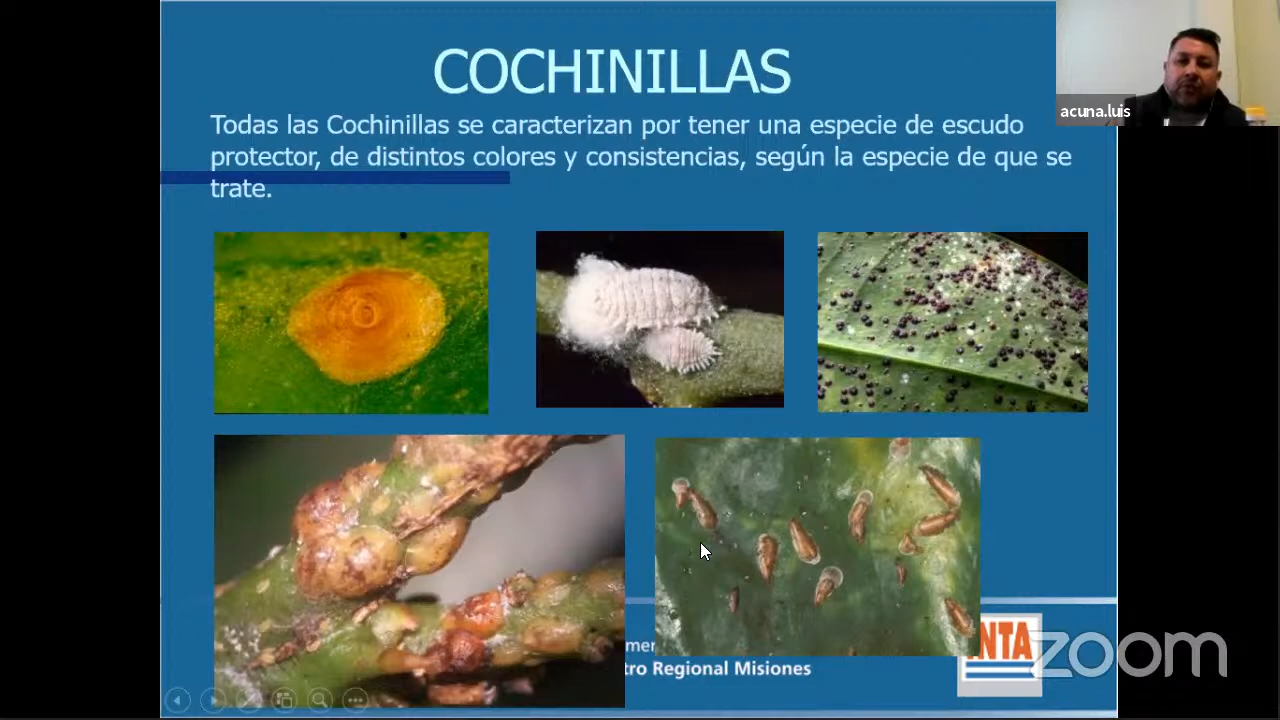 COCHINILLAS
acuna.luis
Todas las Cochinillas se caracterizan por tener una especie de escudo
protector, de distintos colores y consistencias, según la especie de que se
trate.
tro Regional Misiones
NTA
zoom